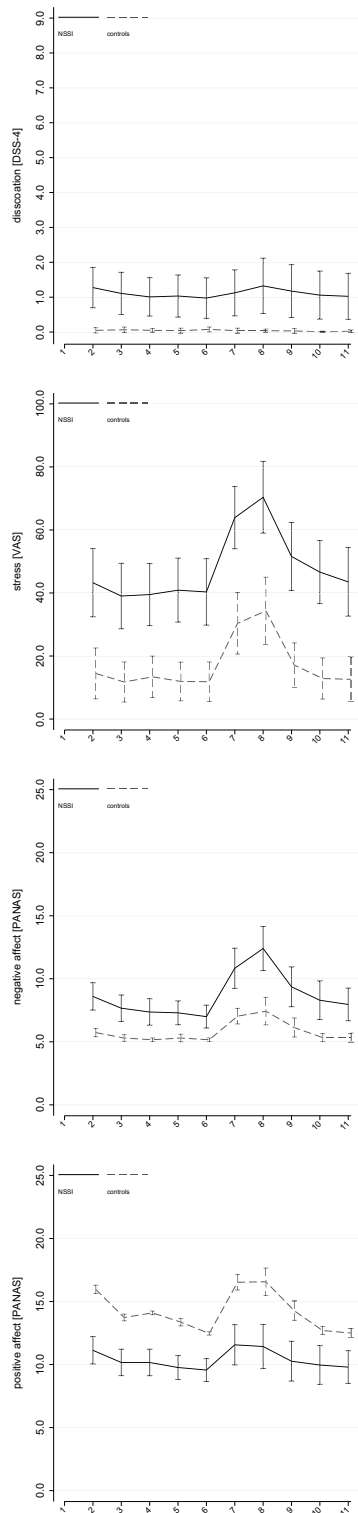 dissocation [DSS-4]
9.0
8.0
7.0
6.0
5.0
4.0
3.0
2.0
1.0
0.0
NSSI controls
1 2 3 4 5 6 7 8 9 10 11
stress [VAS]
100.0
80.0
60.0
40.0
20.0
0.0
NSSI controls
1 2 3 4 5 6 7 8 9 10 11
negative affect [PANAS]
25.0
20.0
15.0
10.0
5.0
0.0
NSSI controls
1 2 3 4 5 6 7 8 9 10 11
positive affect [PANAS]
25.0
20.0
15.0
10.0
5.0
0.0
NSSI controls
1 2 3 4 5 6 7 8 9 10 11